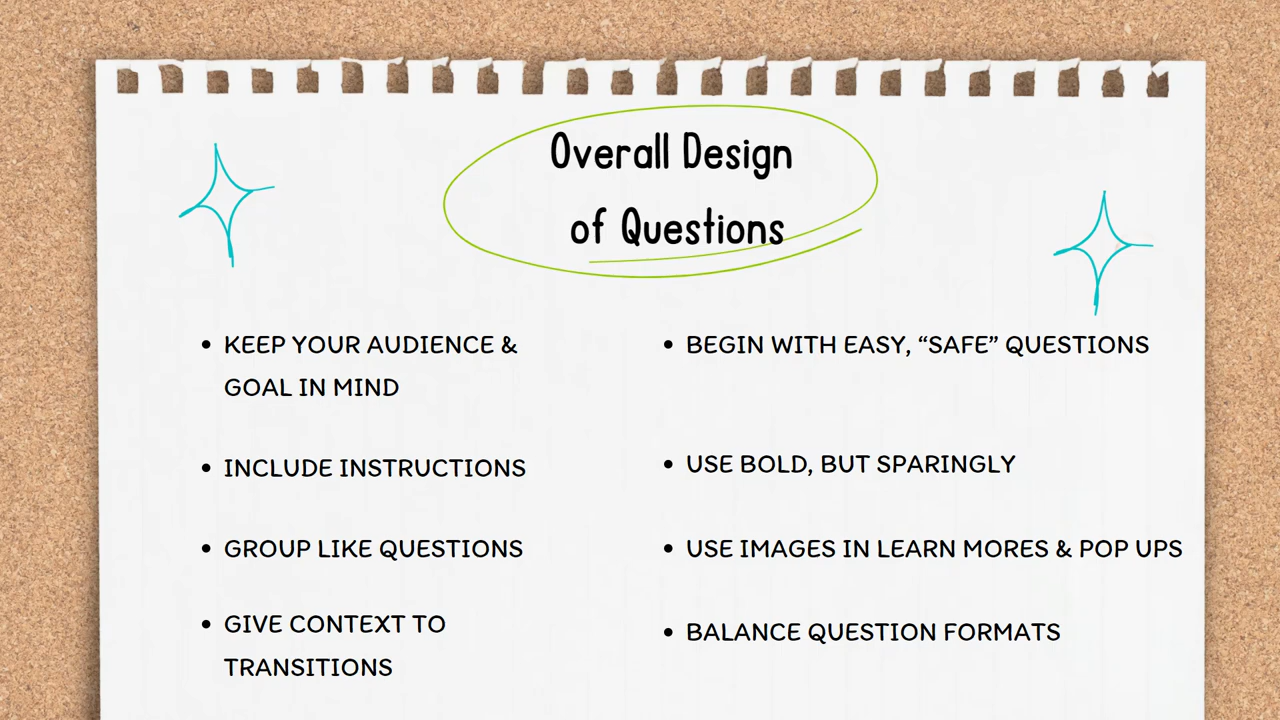 Overall Design
of Questions
• KEEP YOUR AUDIENCE &
GOAL IN MIND
• INCLUDE INSTRUCTIONS
• GROUP LIKE QUESTIONS
• GIVE CONTEXT TO
TRANSITIONS
• BEGIN WITH EASY, “SAFE” QUESTIONS
• USE BOLD, BUT SPARINGLY
• USE IMAGES IN LEARN MORES & POP UPS
• BALANCE QUESTION FORMATS